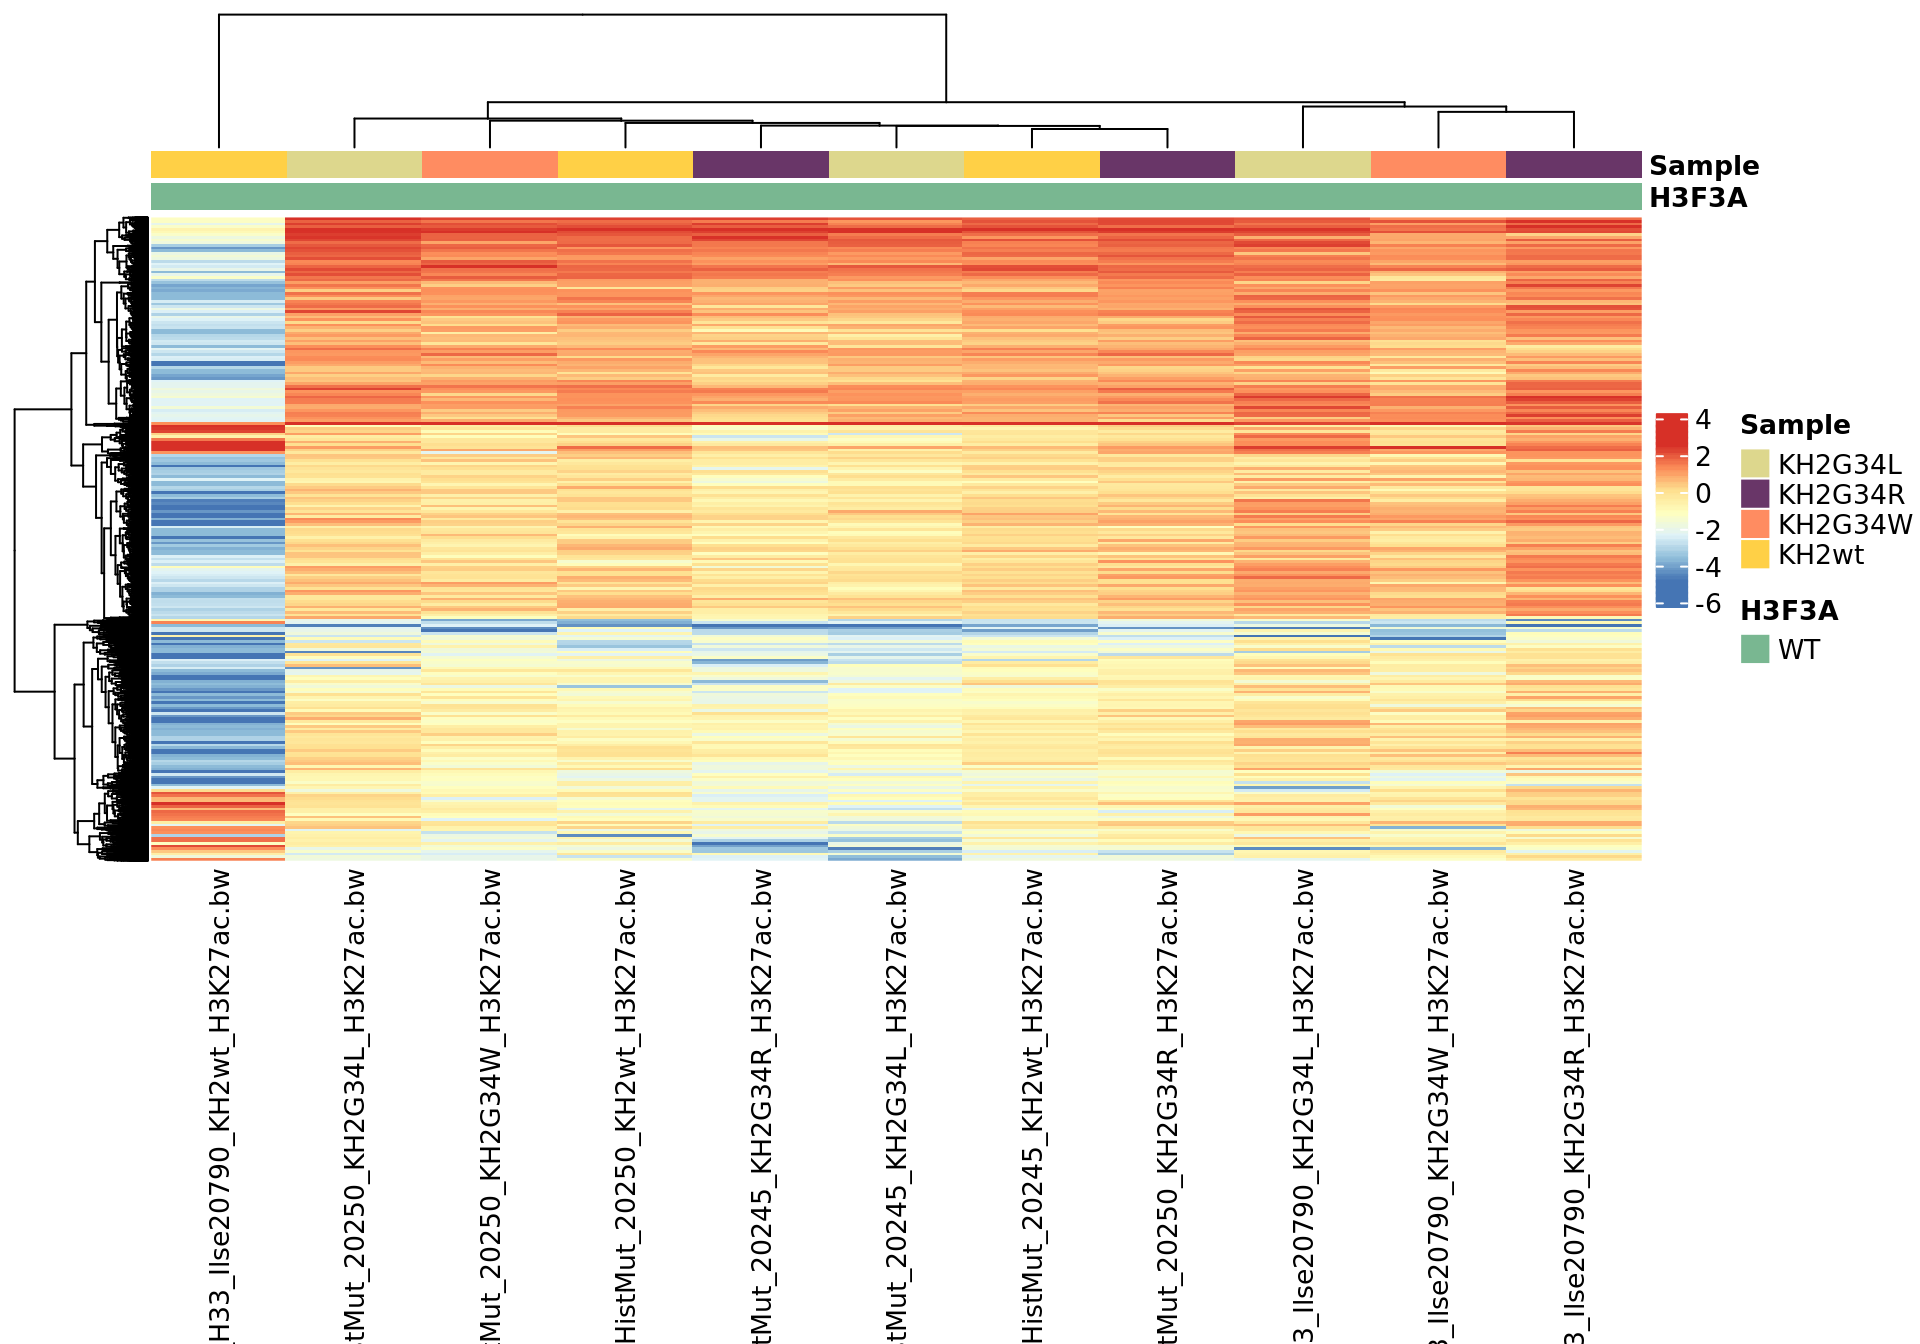 Sample
H3F3A
4
2
0
-2
-4
-6
Sample
KH2G34L
KH2G34R
KH2G34W
KH2wt
H3F3A
WT
H33_Ilse20790_KH2wt_H3K27ac.bw
tMut_20250_KH2G34L_H3K27ac.bw
Mut_20250_KH2G34W_H3K27ac.bw
HistMut_20250_KH2wt_H3K27ac.bw
tMut_20245_KH2G34R_H3K27ac.bw
tMut_20245_KH2G34L_H3K27ac.bw
HistMut_20245_KH2wt_H3K27ac.bw
tMut_20250_KH2G34R_H3K27ac.bw
3_Ilse20790_KH2G34L_H3K27ac.bw
3_Ilse20790_KH2G34W_H3K27ac.bw
3_Ilse20790_KH2G34R_H3K27ac.bw